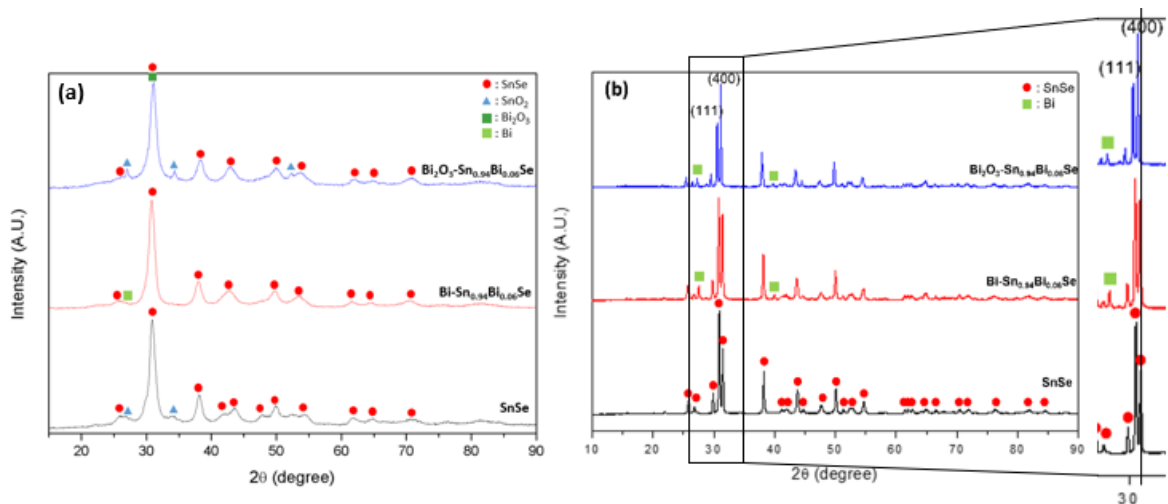 (a)
: SnSe
: SnO2
: Bi2O3
: Bi
Bi2O3-Sn0.94Bi0.06Se
Bi-Sn0.94Bi0.06Se
SnSe
Intensity (A.U.)
15 20 30 40 50 60 70 80 90
2θ (degree)
(b)
: SnSe
: Bi
(400)
(111)
Bi2O3-Sn0.94Bi0.06Se
Bi-Sn0.94Bi0.06Se
SnSe
Intensity (A.U.)
10 20 30 40 50 60 70 80 90
2θ (degree)
(400)
(111)
30